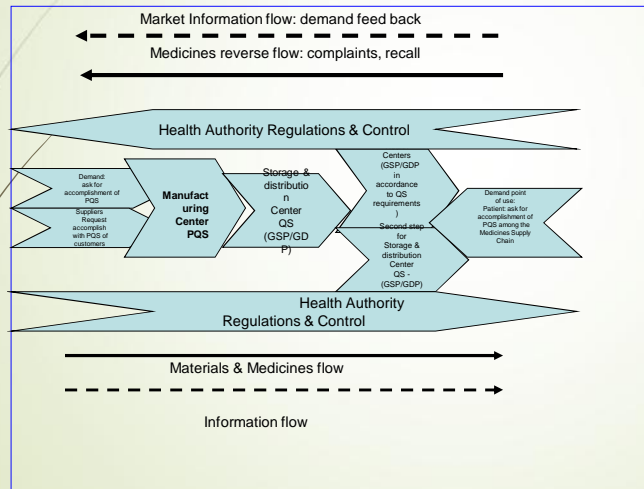 Market Information flow: demand feed back
Medicines reverse flow: complaints, recall
Health Authority Regulations & Control
Demand:
ask for
accomplishment of
PQS
Suppliers
Request
accomplish
with PQS of
customers
Manufact
uring
Center
PQS
Storage &
distributio
n
Center
QS
(GSP/GD
P)
Centers
(GSP/GDP
in
accordance
to QS
requirements
)
Second step
for
Storage &
distribution
Center
QS -
(GSP/GDP)
Demand point
of use:
Patient: ask for
accomplishment of
PQS among the
Medicines Supply
Chain
Health Authority
Regulations & Control
Materials & Medicines flow
Information flow